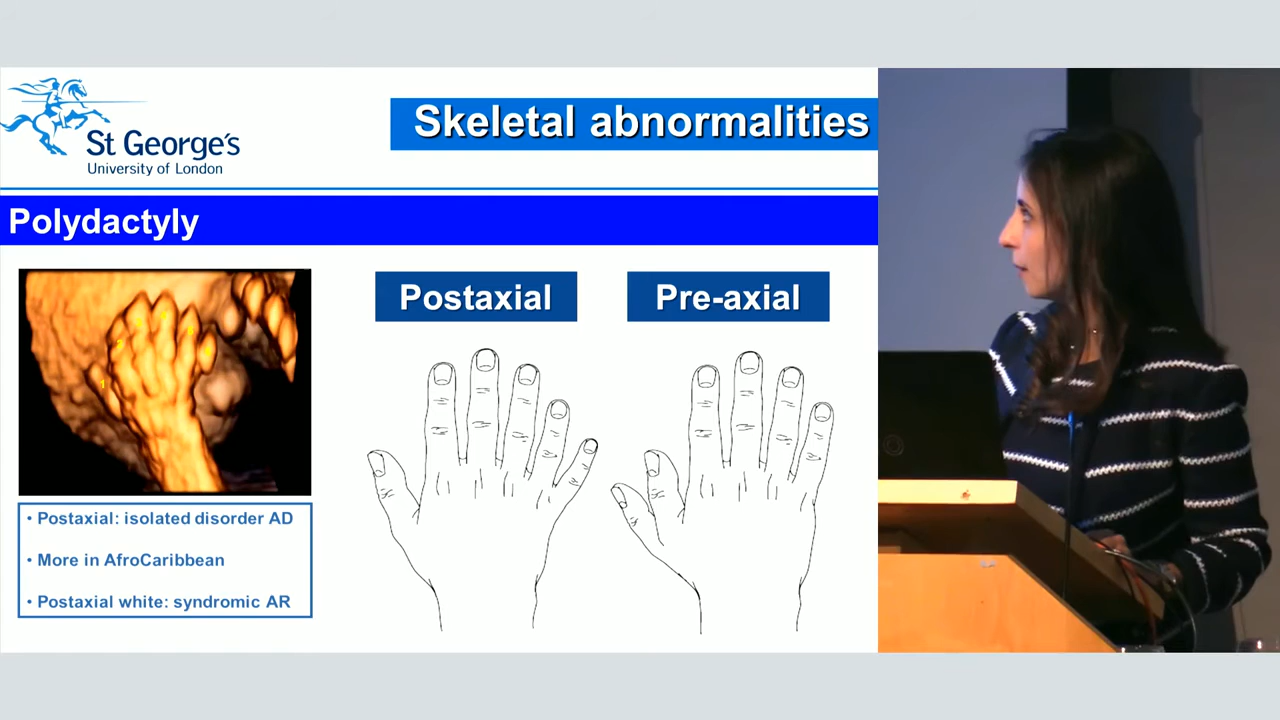 St George's
University of London
Skeletal abnormalities
Polydactyly
Postaxial
Pre-axial
1
• Postaxial: isolated disorder AD
• More in AfroCaribbean
• Postaxial white: syndromic AR